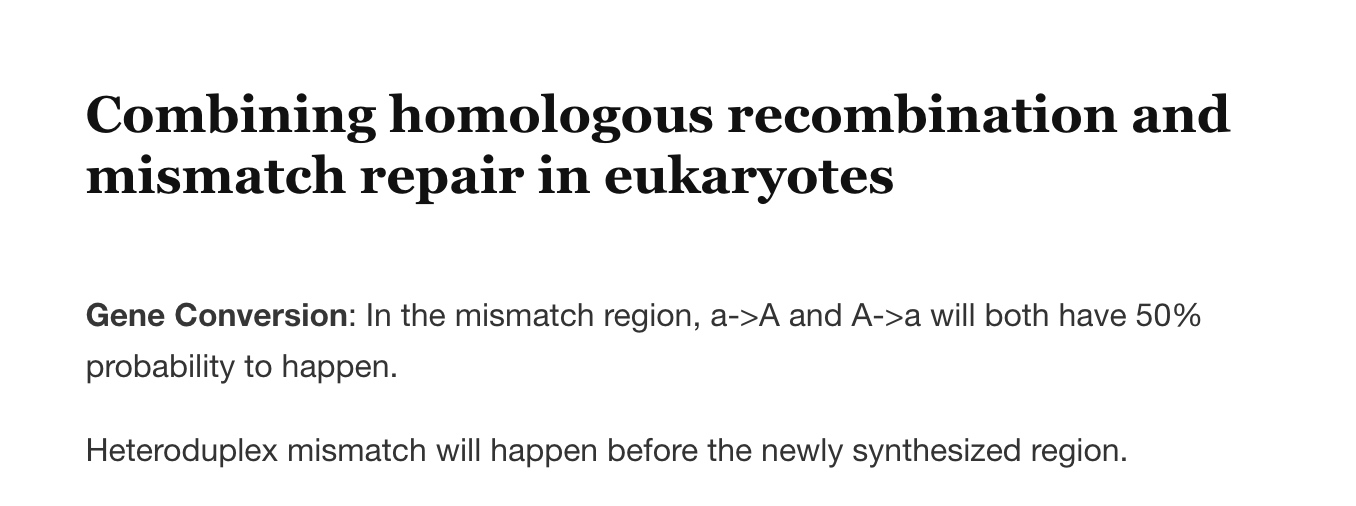 Combining homologous recombination and
mismatch repair in eukaryotes
Gene Conversion: In the mismatch region, a->A and A->a will both have 50%
probability to happen.
Heteroduplex mismatch will happen before the newly synthesized region.